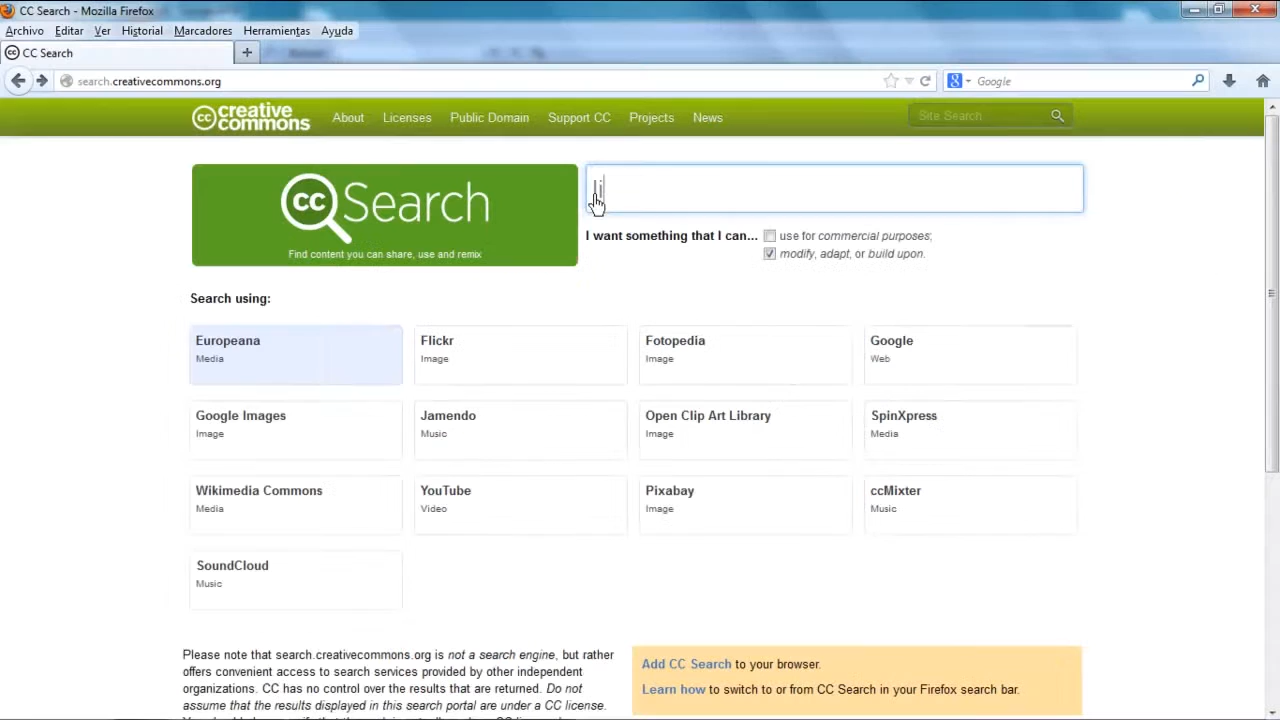 CC Search - Mozilla Firefox
Archivo Editar Ver Historial Marcadores Herramientas Ayuda
CC Search
search.creativecommons.org
Google
creative commons
About Licenses Public Domain Support CC Projects News
Site Search
cc Search
Find content you can share, use and remix
I want something that I can... use for commercial purposes;
modify, adapt, or build upon.
Search using:
Europeana Flickr Fotopedia Google
Media Image Image Web
Google Images Jamendo Open Clip Art Library SpinXpress
Image Music Image Media
Wikimedia Commons YouTube Pixabay ccMixter
Media Video Image Music
SoundCloud
Music
Please note that search.creativecommons.org is not a search engine, but rather
offers convenient access to search services provided by other independent
organizations. CC has no control over the results that are returned. Do not
assume that the results displayed in this search portal are under a CC license.
Add CC Search to your browser.
Learn how to switch to or from CC Search in your Firefox search bar.